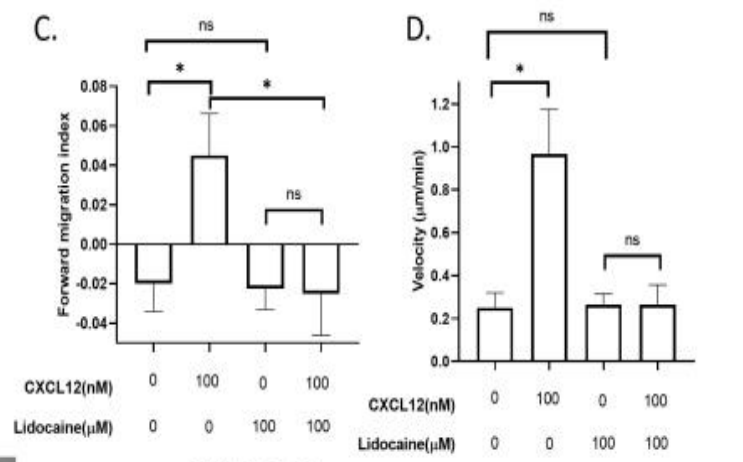 C.
ns
*
*
ns
0.08
0.06
0.04
0.02
0.00
-0.02
-0.04
Forward migration index
CXCL12(nM) 0 100 0 100
Lidocaine(μM) 0 0 100 100
D.
ns
*
ns
1.2
1.0
0.8
0.6
0.4
0.2
0.0
Velocity (μm/min)
CXCL12(nM) 0 100 0 100
Lidocaine(μM) 0 0 100 100